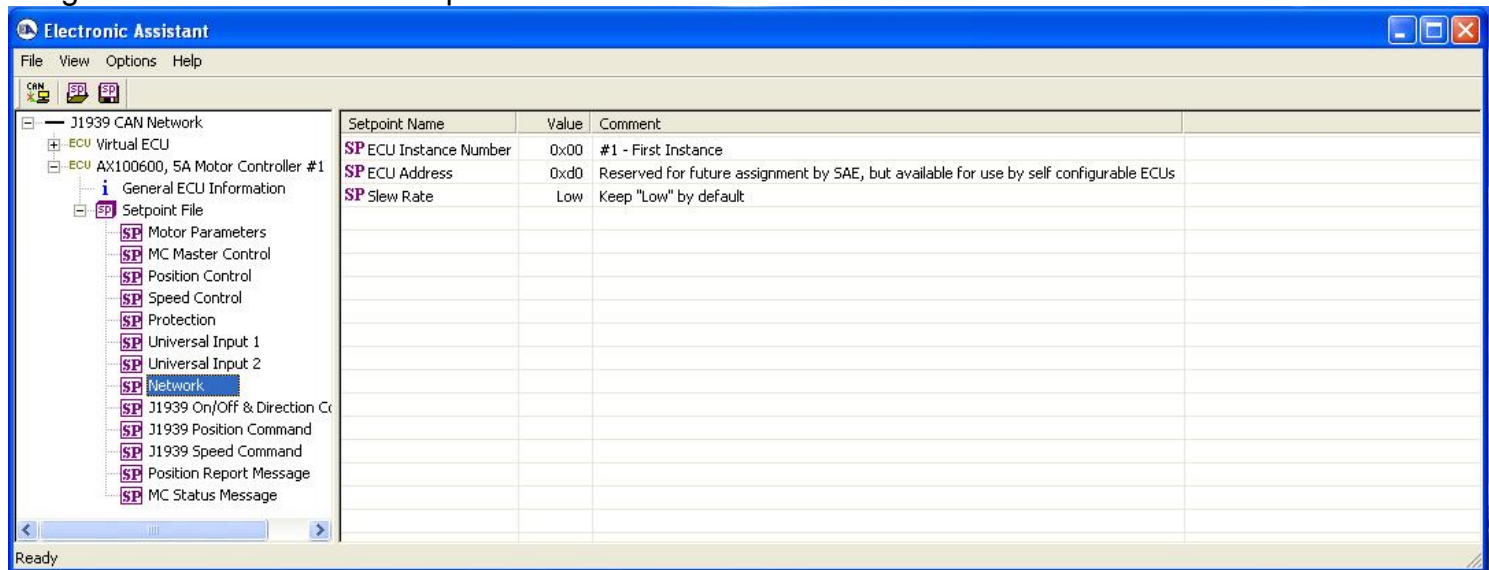 Electronic Assistant
File View Options Help
CAN SP SP
J1939 CAN Network
ECU Virtual ECU
ECU AX100600, 5A Motor Controller #1
i General ECU Information
SP Setpoint File
SP Motor Parameters
SP MC Master Control
SP Position Control
SP Speed Control
SP Protection
SP Universal Input 1
SP Universal Input 2
SP Network
SP J1939 On/Off & Direction Co
SP J1939 Position Command
SP J1939 Speed Command
SP Position Report Message
SP MC Status Message
Setpoint Name Value Comment
SP ECU Instance Number 0x00 #1 - First Instance
SP ECU Address 0xd0 Reserved for future assignment by SAE, but available for use by self configurable ECUs
SP Slew Rate Low Keep "Low" by default
Ready